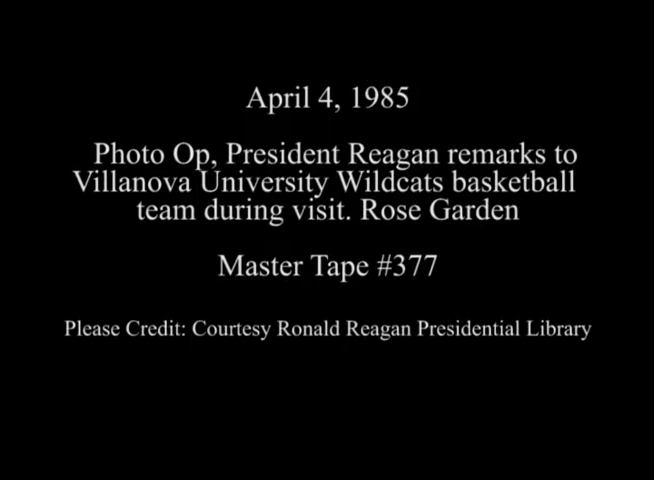 April 4, 1985
Photo Op, President Reagan remarks to
Villanova University Wildcats basketball
team during visit. Rose Garden
Master Tape #377
Please Credit: Courtesy Ronald Reagan Presidential Library